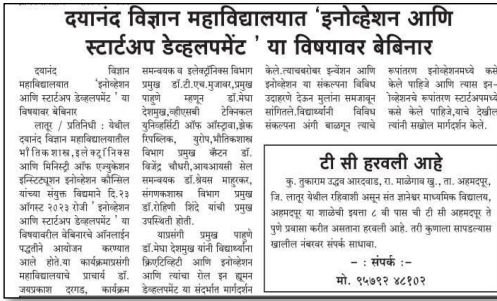 दयानंद विज्ञान महाविद्यालयात 'इनोव्हेशन आणि
स्टार्टअप डेव्हलपमेंट ' या विषयावर बेबिनार
दयानंद विज्ञान
महाविद्यालयात 'इनोव्हेशन
आणि स्टार्टअप डेव्हलपमेंट ' या
विषयावर बेबिनार
लातूर / प्रतिनिधी : येथील
दयानंद विज्ञान महाविद्यालयातील
भौतिकशास्त्र, इलेक्ट्रॉनिक्स
आणि मिनिस्ट्री ऑफ एज्युकेशन
इन्स्टिट्यूशन इनोव्हेशन कौन्सिल
यांच्या संयुक्त विद्यमाने दि.२३
ऑगस्ट २०२३ रोजी ' इनोव्हेशन
आणि स्टार्टअप डेव्हलपमेंट ' या
विषयावरील बेबिनारचे ऑनलाईन
पद्धतीने आयोजन करण्यात
आले होते.या कार्यक्रमाप्रसंगी
महाविद्यालयाचे प्राचार्य डॉ.
जयप्रकाश दरगड, कार्यक्रम
समन्वयक व इलेक्ट्रॉनिक्स विभाग
प्रमुख डॉ.टी.एच.मुजावर,प्रमुख
पाहुणे म्हणून डॉ.मेघा
देशमुख,व्हीएसबी टेक्निकल
युनिव्हर्सिटी ऑफ ऑस्ट्रावा,झेक
रिपब्लिक, युरोप,भौतिकशास्त्र
विभाग प्रमुख कॅप्टन डॉ.
विजेंद्र चौधरी,आयआयसी सेल
समन्वयक डॉ.श्रेयस माहुरकर,
संगणकशास्त्र विभाग प्रमुख
डॉ.रोहिणी शिंदे यांची प्रमुख
उपस्थिती होती.
याप्रसंगी प्रमुख पाहुणे
डॉ.मेघा देशमुख यांनी विद्यार्थ्यांना
क्रिएटिव्हिटी आणि इनोव्हेशन
आणि त्यांचा रोल इन ह्यूमन
डेव्हलपमेंट या संदर्भात मार्गदर्शन
केले.त्याचबरोबर इन्वेंशन आणि
इनोव्हेशन या संकल्पना विविध
उदाहरणे देऊन मुलांना समजावून
सांगितले.विद्यार्थ्यांनी विविध
संकल्पना अंगी बाळगून त्याचे
रूपांतरण इनोव्हेशनमध्ये कसे
केले पाहिजे आणि त्यास इन-
ोव्हेशनचे रूपांतरण स्टार्टअपमध्ये
कसे केले पाहिजे,याचे देखील
त्यांनी सखोल मार्गदर्शन केले.
टी सी हरवली आहे
कु. तुकाराम उद्धव आरदवाड, रा. माळेगाव खु., ता. अहमदपूर,
जि. लातूर येथील रहिवाशी असून संत ज्ञानेश्वर माध्यमिक विद्यालय,
अहमदपूर या शाळेची इयत्ता ८ वी पास ची टी सी अहमदपूर ते
पुणे प्रवासा करीत असताना हरवली आहे. तरी कुणाला सापडल्यास
खालील नंबरवर संपर्क साधावा.
- : संपर्क :-
मो. ९५७९२ ४८१०२